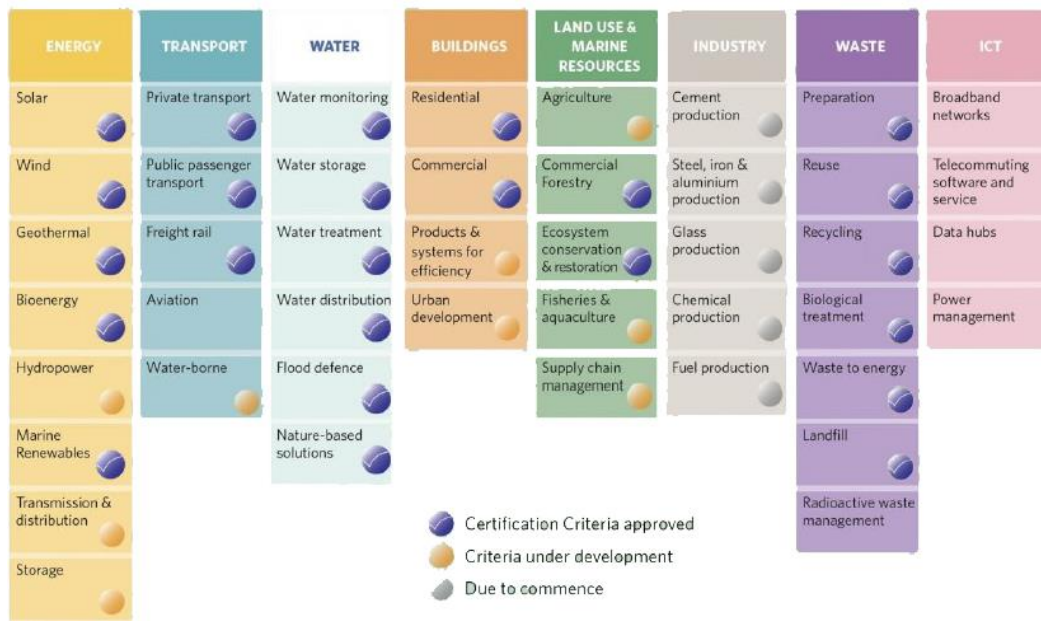 ENERGY
Solar
Wind
Geothermal
Bioenergy
Hydropower
Marine
Renewables
Transmission &
distribution
Storage
TRANSPORT
Private transport
Public passenger
transport
Freight rail
Aviation
Water-borne
WATER
Water monitoring
Water storage
Water treatment
Water distribution
Flood defence
Nature-based
solutions
BUILDINGS
Residential
Commercial
Products &
systems for
efficiency
Urban
development
LAND USE &
MARINE
RESOURCES
Agriculture
Commercial
Forestry
Ecosystem
conservation
& restoration
Fisheries &
aquaculture
Supply chain
management
INDUSTRY
Cement
production
Steel, iron &
aluminium
production
Glass
production
Chemical
production
Fuel production
WASTE
Preparation
Reuse
Recycling
Biological
treatment
Waste to energy
Landfill
Radioactive waste
management
ICT
Broadband
networks
Telecommuting
software and
service
Data hubs
Power
management
Certification Criteria approved
Criteria under development
Due to commence